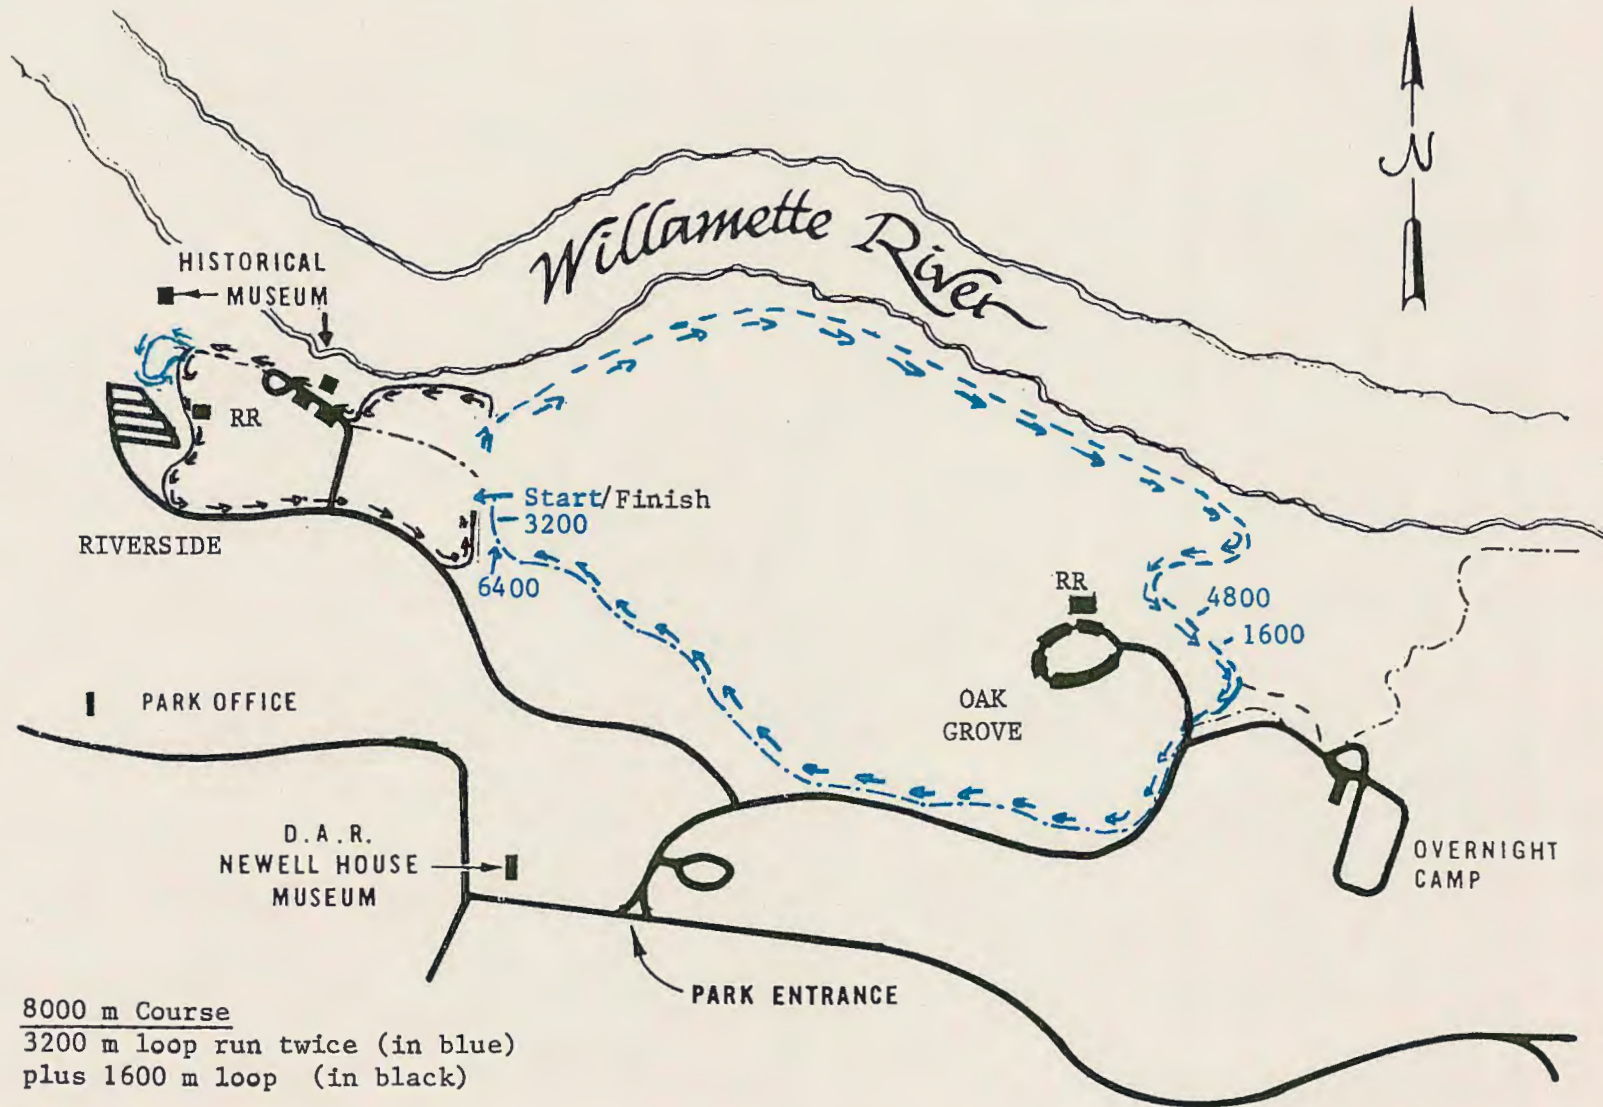 N
Willamette River
HISTORICAL
MUSEUM
RR
Start/Finish
3200
RIVERSIDE
6400
RR
4800
1600
PARK OFFICE
OAK
GROVE
D.A.R.
NEWELL HOUSE
MUSEUM
OVERNIGHT
CAMP
PARK ENTRANCE
8000 m Course
3200 m loop run twice (in blue)
plus 1600 m loop (in black)